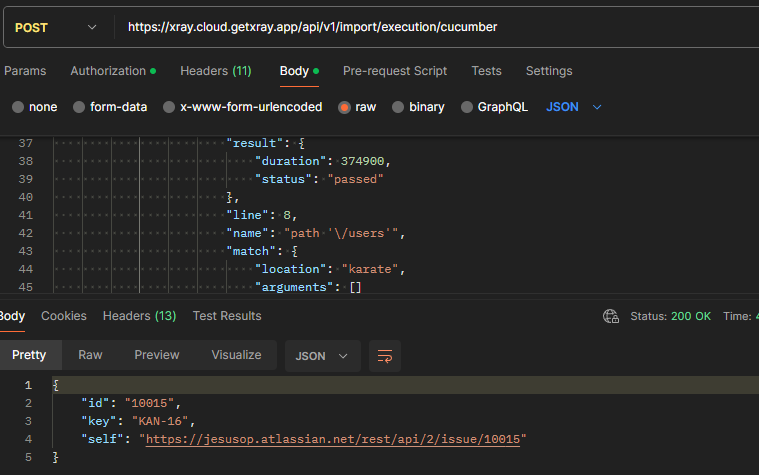 POST https://xray.cloud.getxray.app/api/v1/import/execution/cucumber
Params Authorization Headers (11) Body Pre-request Script Tests Settings
none form-data x-www-form-urlencoded raw binary GraphQL JSON
37 "result": {
38 "duration": 374900,
39 "status": "passed"
40 },
41 "line": 8,
42 "name": "path '\/users'",
43 "match": {
44 "location": "karate",
45 "arguments": []
Body Cookies Headers (13) Test Results Status: 200 OK Time:
Pretty Raw Preview Visualize JSON
1 {
2 "id": "10015",
3 "key": "KAN-16",
4 "self": "https://jesusop.atlassian.net/rest/api/2/issue/10015"
5 }